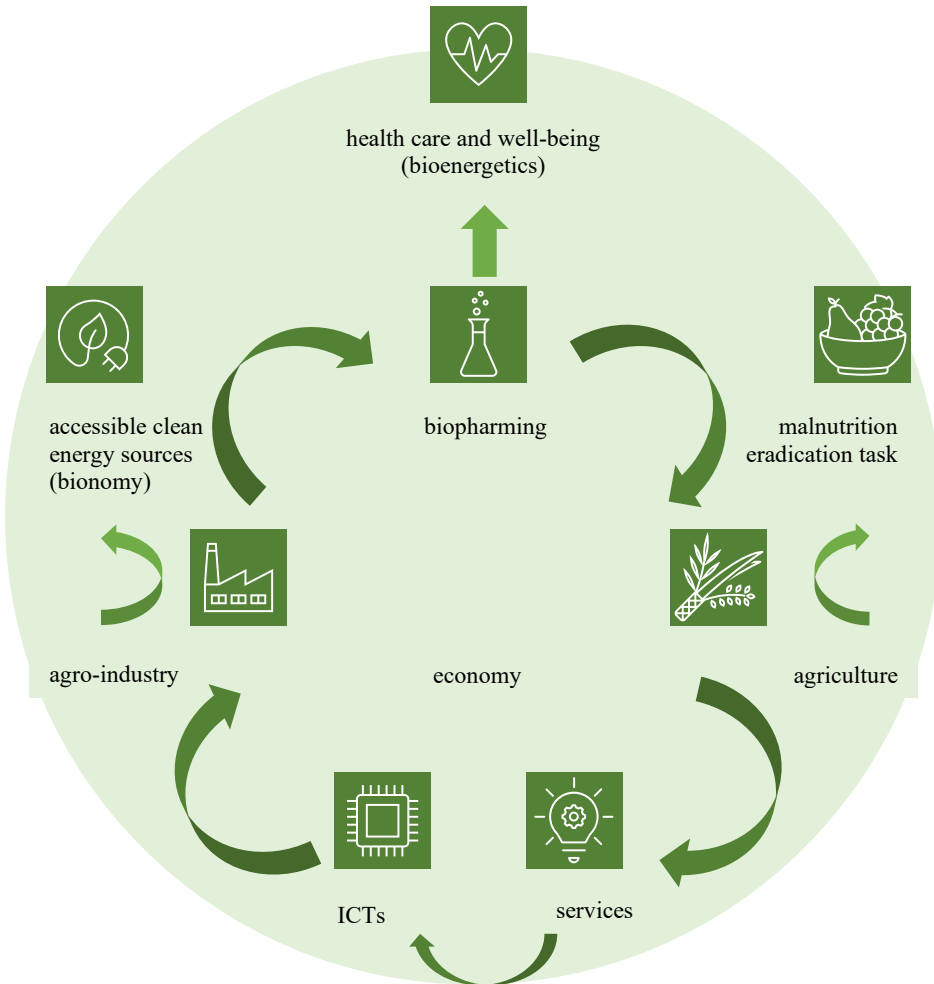 health care and well-being
(bioenergetics)
accessible clean
energy sources
(bionomy)
biopharming
malnutrition
eradication task
agro-industry
economy
agriculture
ICTs
services